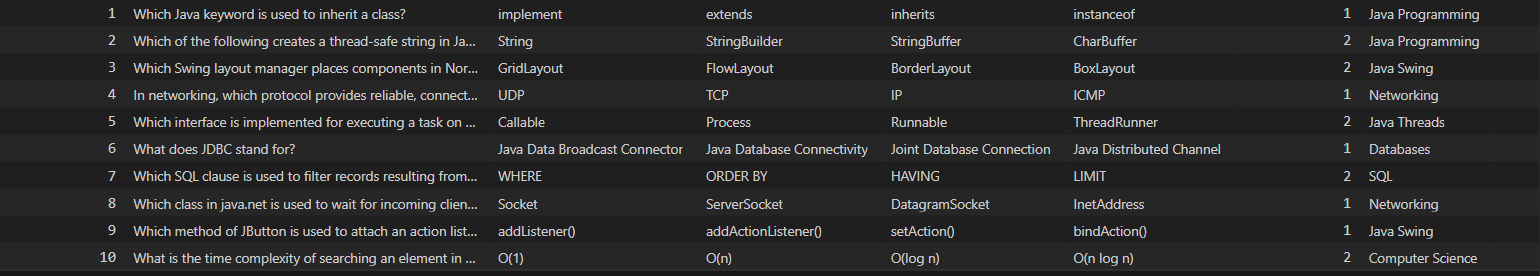 1 Which Java keyword is used to inherit a class? implement extends inherits instanceof 1 Java Programming
2 Which of the following creates a thread-safe string in Ja... String StringBuilder StringBuffer CharBuffer 2 Java Programming
3 Which Swing layout manager places components in Nor... GridLayout FlowLayout BorderLayout BoxLayout 2 Java Swing
4 In networking, which protocol provides reliable, connect... UDP TCP IP ICMP 1 Networking
5 Which interface is implemented for executing a task on ... Callable Process Runnable ThreadRunner 2 Java Threads
6 What does JDBC stand for? Java Data Broadcast Connector Java Database Connectivity Joint Database Connection Java Distributed Channel 1 Databases
7 Which SQL clause is used to filter records resulting from... WHERE ORDER BY HAVING LIMIT 2 SQL
8 Which class in java.net is used to wait for incoming clien... Socket ServerSocket DatagramSocket InetAddress 1 Networking
9 Which method of JButton is used to attach an action list... addListener() addActionListener() setAction() bindAction() 1 Java Swing
10 What is the time complexity of searching an element in ... O(1) O(n) O(log n) O(n log n) 2 Computer Science